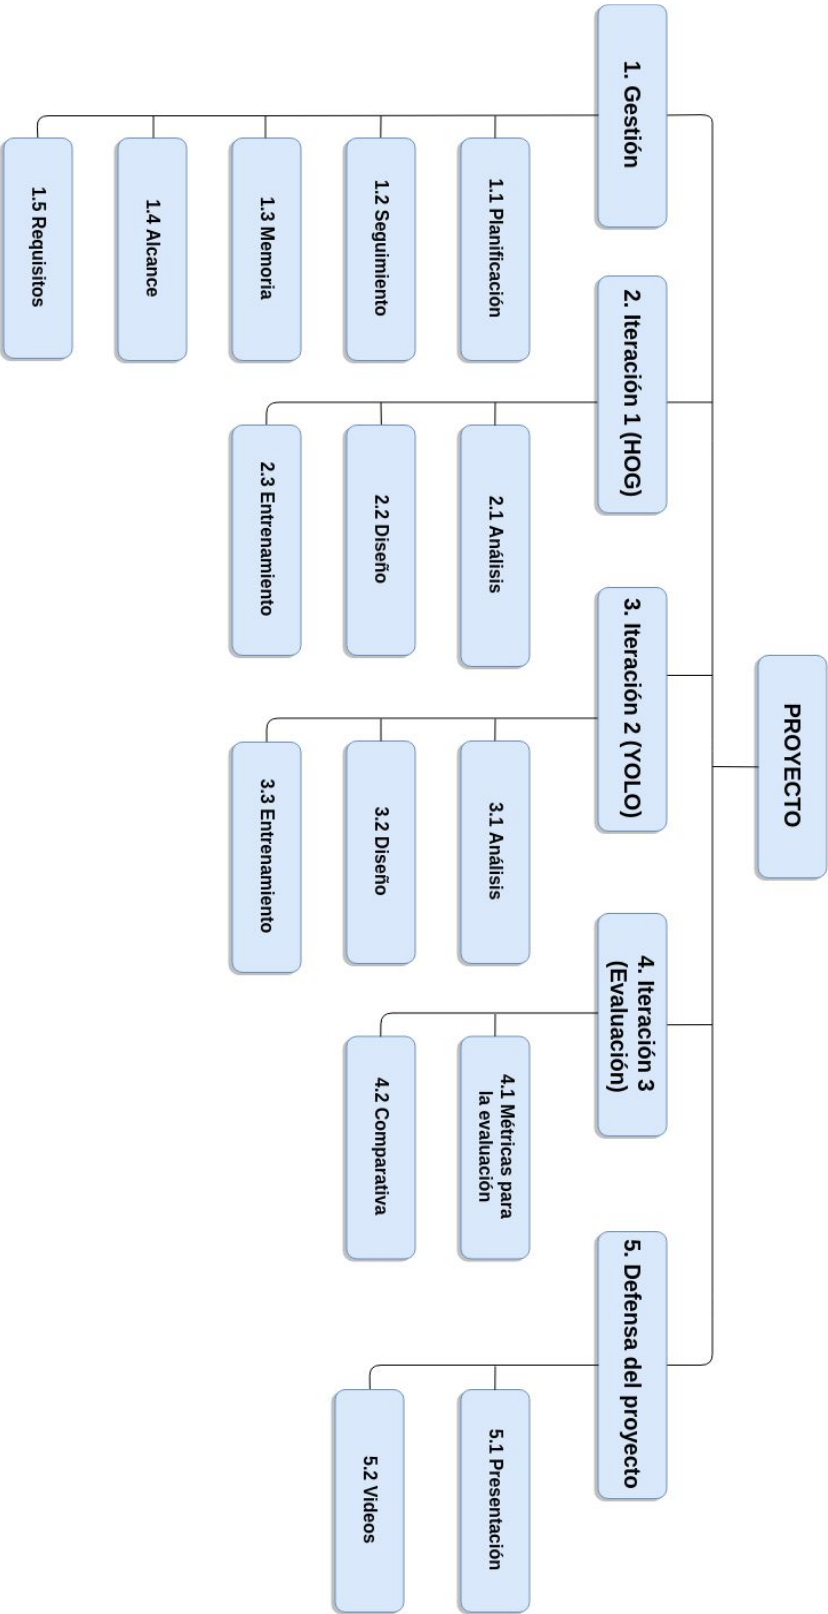 PROYECTO
1. Gestión
1.1 Planificación
1.2 Seguimiento
1.3 Memoria
1.4 Alcance
1.5 Requisitos
2. Iteración 1 (HOG)
2.1 Análisis
2.2 Diseño
2.3 Entrenamiento
3. Iteración 2 (YOLO)
3.1 Análisis
3.2 Diseño
3.3 Entrenamiento
4. Iteración 3
(Evaluación)
4.1 Métricas para
la evaluación
4.2 Comparativa
5. Defensa del proyecto
5.1 Presentación
5.2 Videos